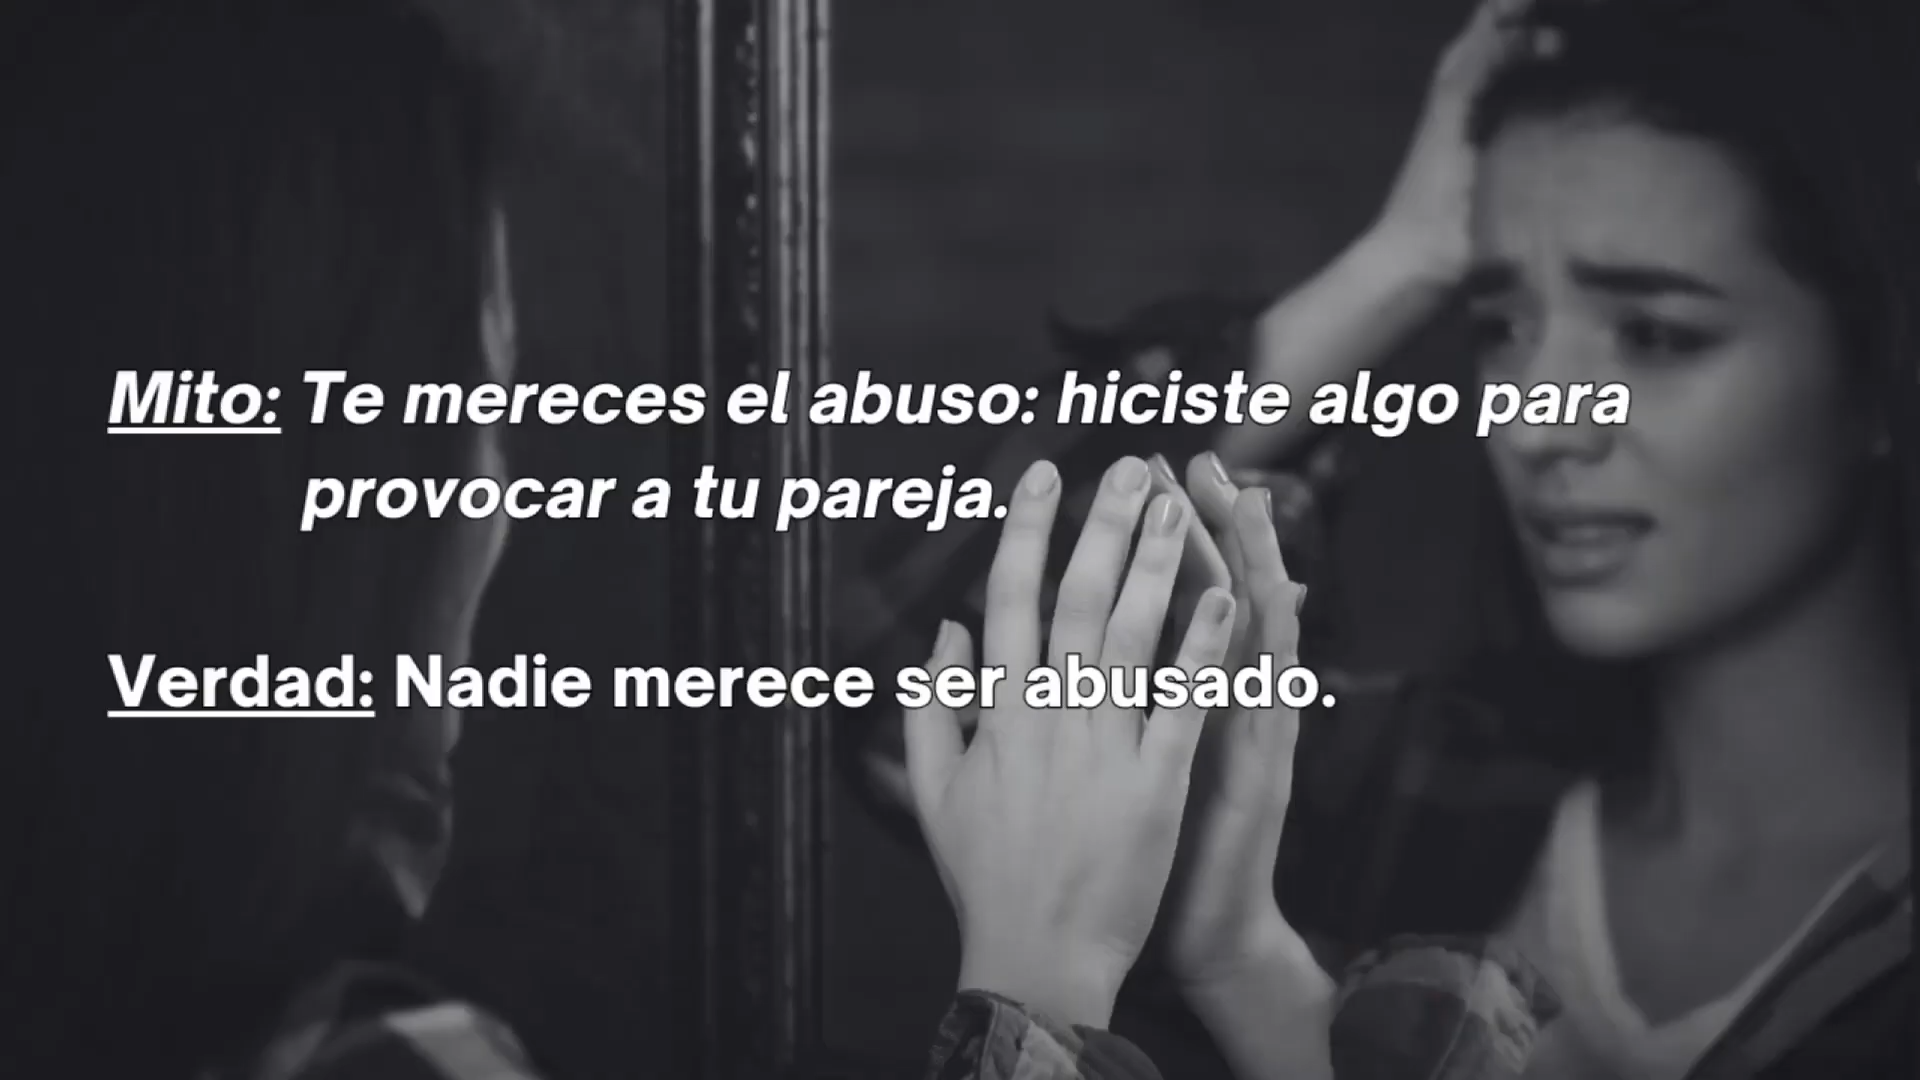 Mito: Te mereces el abuso: hiciste algo para
provocar a tu pareja.
Verdad: Nadie merece ser abusado.